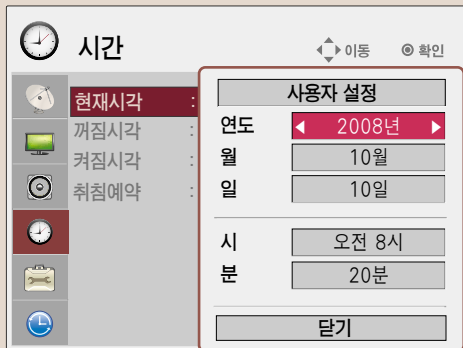 시간
이동 확인
현재시각 :
꺼짐시각 :
켜짐시각 :
취침예약 :
사용자 설정
연도 2008년
월 10월
일 10일
시 오전 8시
분 20분
닫기